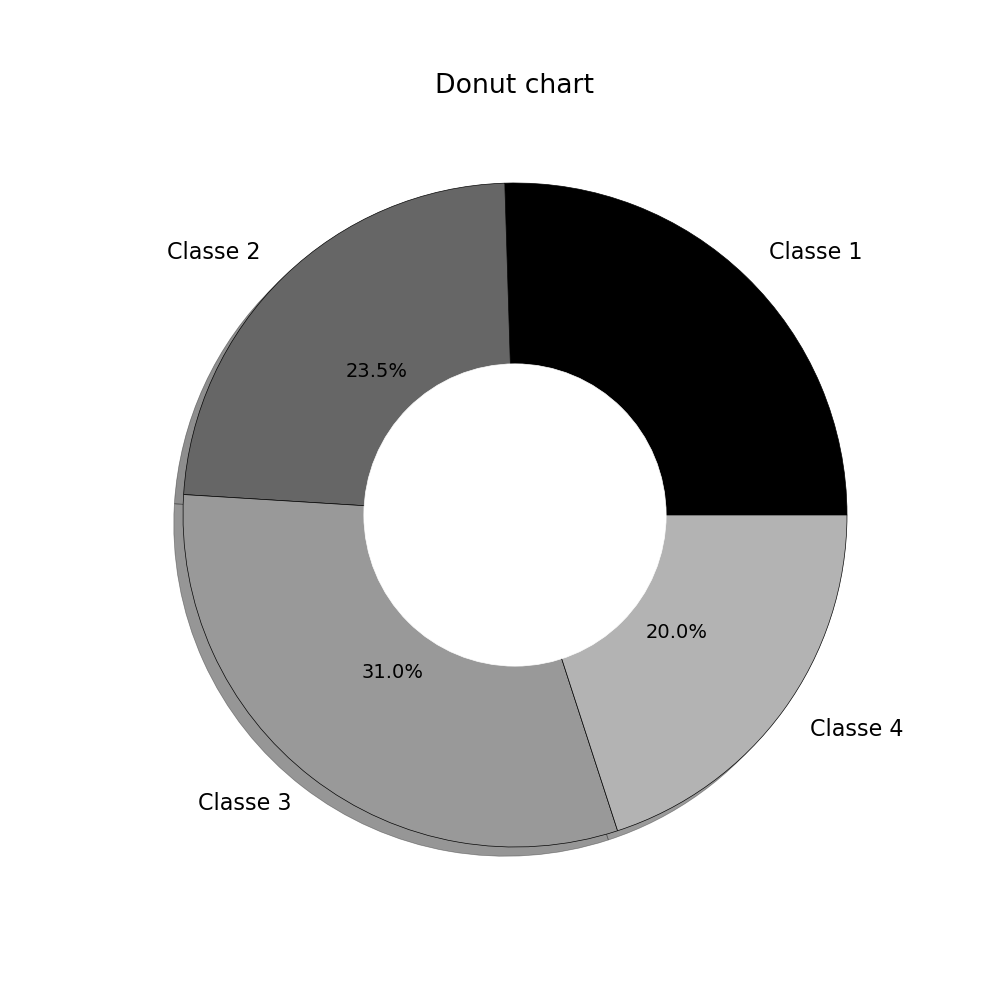 Donut chart
Classe 2
Classe 1
23.5%
20.0%
31.0%
Classe 4
Classe 3